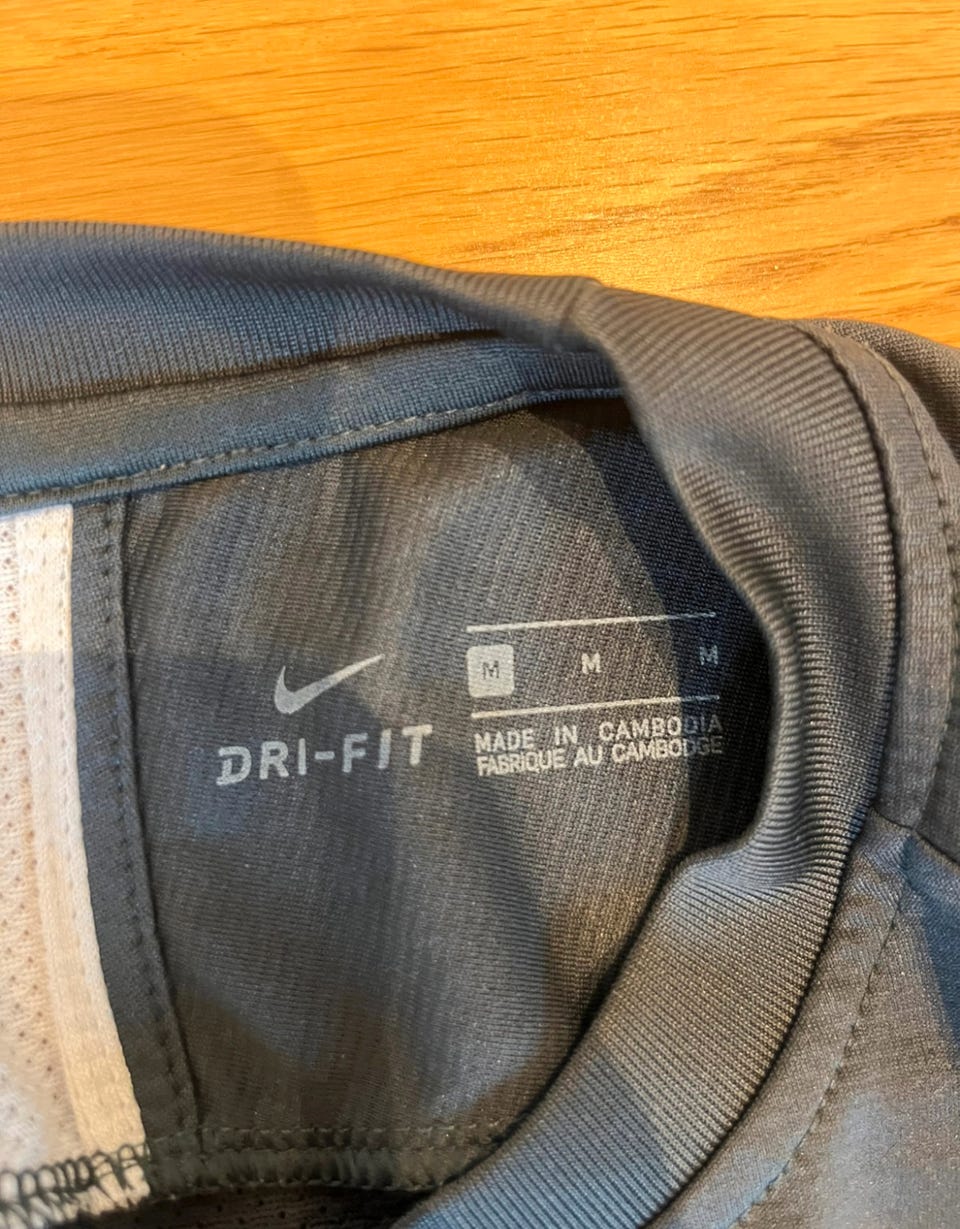 DRI-FIT
M M M
MADE IN CAMBODIA
FABRIQUE AU CAMBODGE